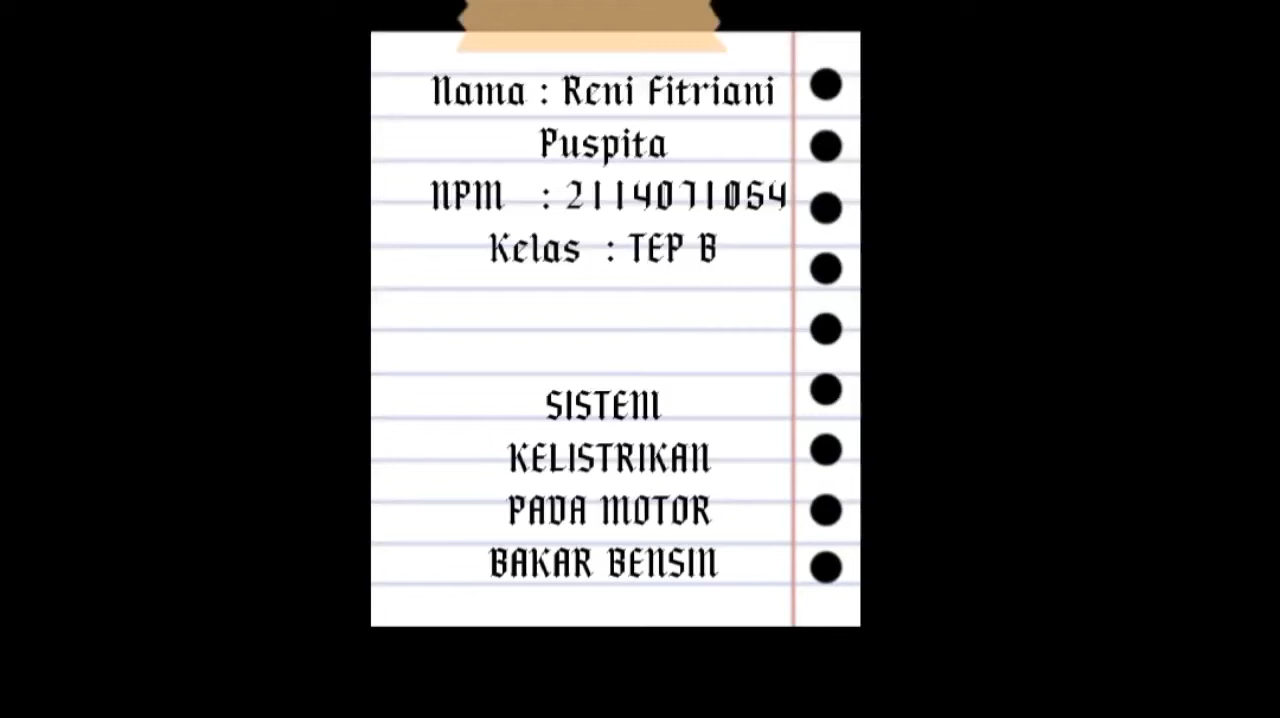 Nama : Reni Fitriani
Puspita
NPM : 2114071054
Kelas : TEP B
SISTEM
KELISTRIKAN
PADA MOTOR
BAKAR BENSIN